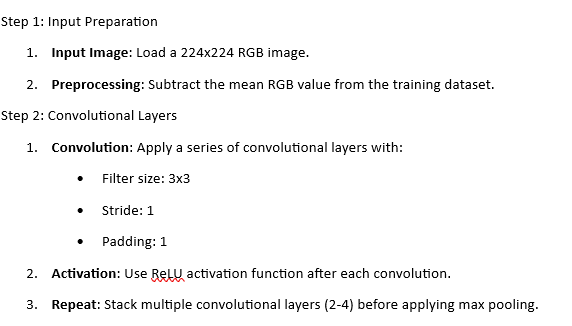 Step 1: Input Preparation
1. Input Image: Load a 224x224 RGB image.
2. Preprocessing: Subtract the mean RGB value from the training dataset.
Step 2: Convolutional Layers
1. Convolution: Apply a series of convolutional layers with:
• Filter size: 3x3
• Stride: 1
• Padding: 1
2. Activation: Use ReLU activation function after each convolution.
3. Repeat: Stack multiple convolutional layers (2-4) before applying max pooling.